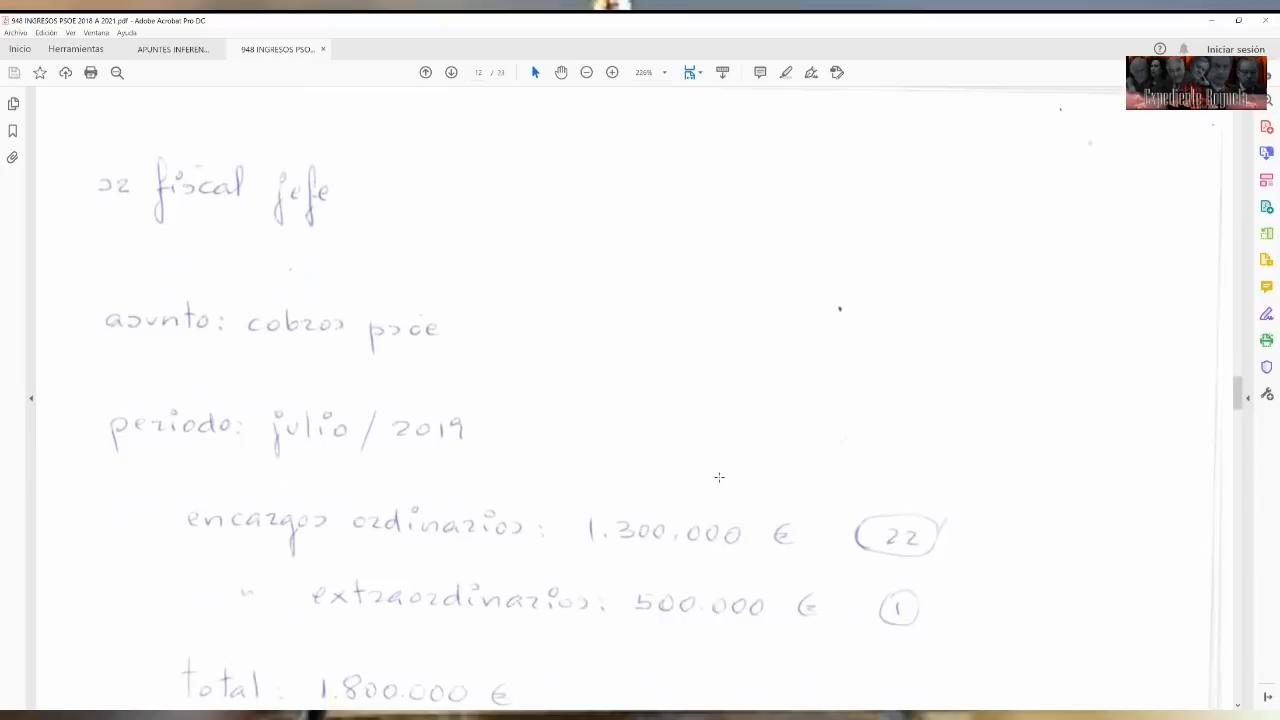 948 INGRESOS PSOE 2018 A 2021.pdf - Adobe Acrobat Pro DC
Archivo Edición Ver Ventana Ayuda
Inicio Herramientas APUNTES INFEREN... 948 INGRESOS PSO... × Iniciar sesión
12 / 23 226%
Expediente Royuela
sr fiscal jefe
asunto: cobros psoe
periodo: julio / 2019
encargos ordinarios: 1.300.000 € 22
" extraordinarios: 500.000 € 1
total: 1.800.000 €